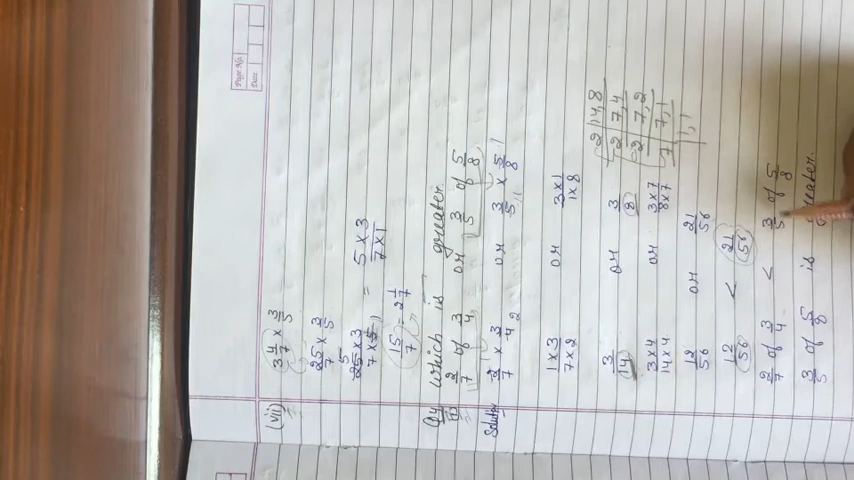 Page No.
Date
(vii) 3 4/7 × 3/5
25/7 × 3/5
25 × 3 / 7 × 5 = 5 × 3 / 7 × 1
15/7 = 2 1/7
Q4 which is greater.
2/7 of 3/4 or 3/5 of 5/8
Solution 2/7 × 3/4 or 3/5 × 5/8
1 × 3 / 7 × 2 or 3 × 1 / 1 × 8
3/14 or 3/8
3 × 4 / 14 × 4 or 3 × 7 / 8 × 7
12/56 or 21/56
12/56 < 21/56
2/7 of 3/4 < 3/5 of 5/8
3/5 of 5/8 is
2 | 14, 8
2 | 7, 4
2 | 7, 2
7 | 7, 1
1, 1